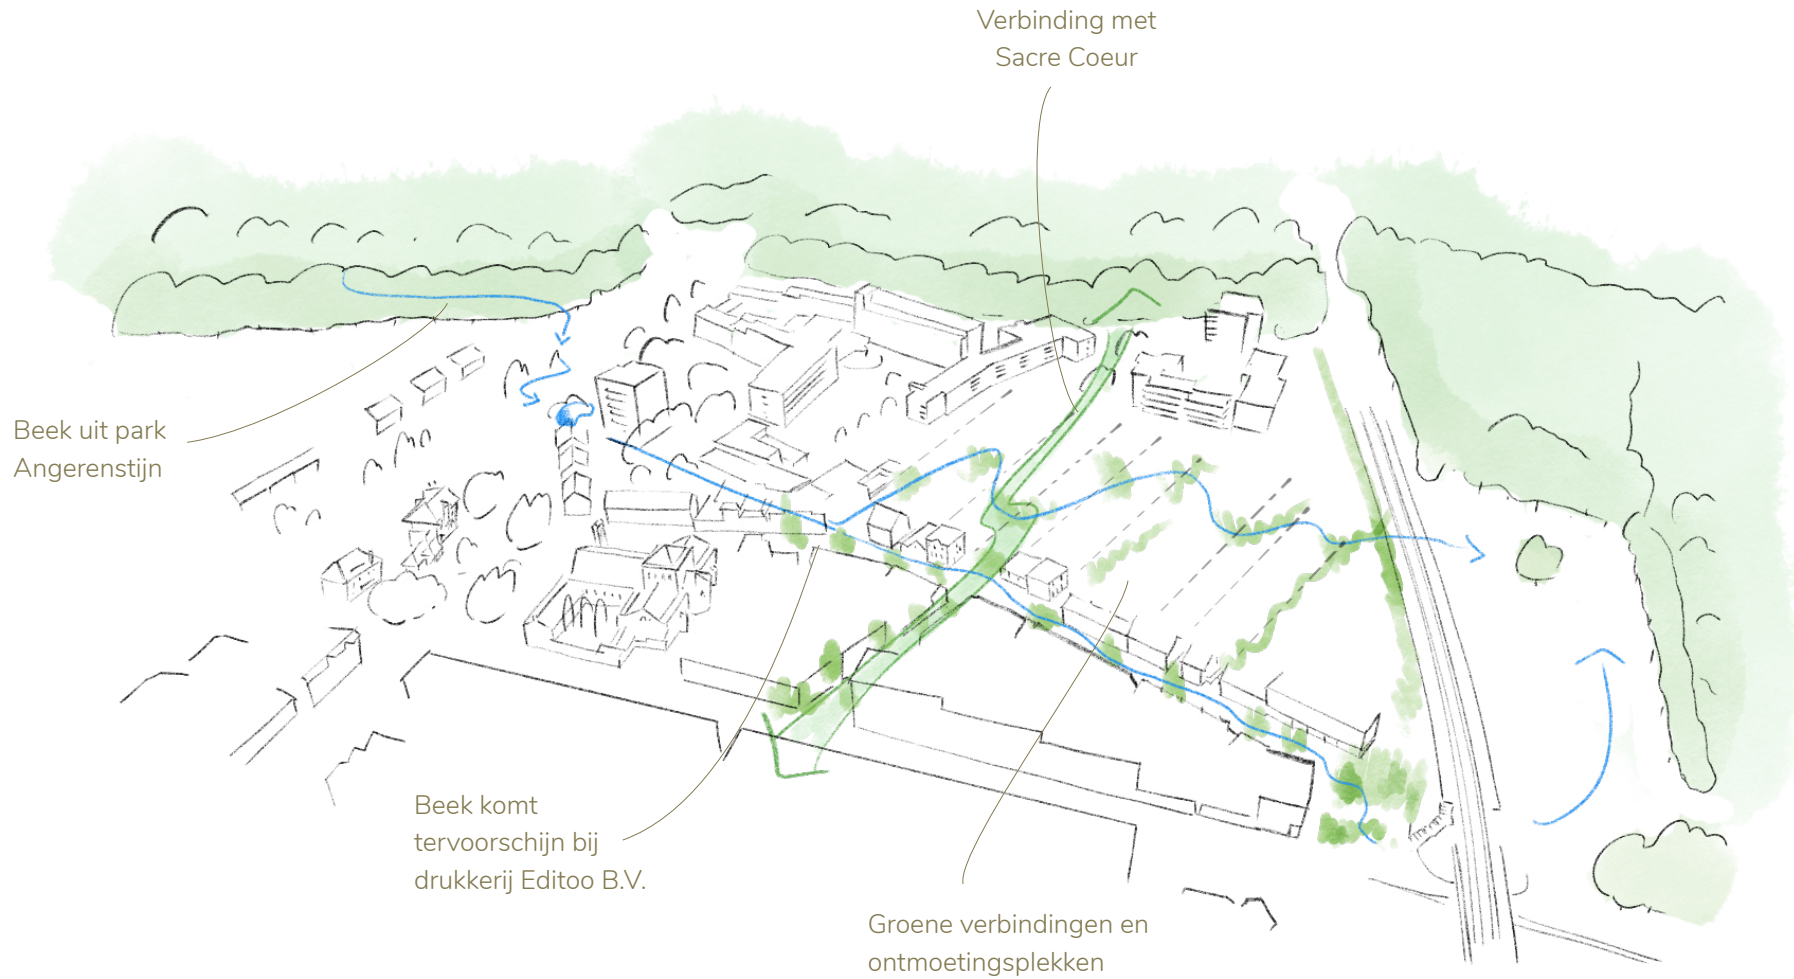 Verbinding met
Sacre Coeur
Beek uit park
Angerenstijn
Beek komt
tervoorschijn bij
drukkerij Editoo B.V.
Groene verbindingen en
ontmoetingsplekken